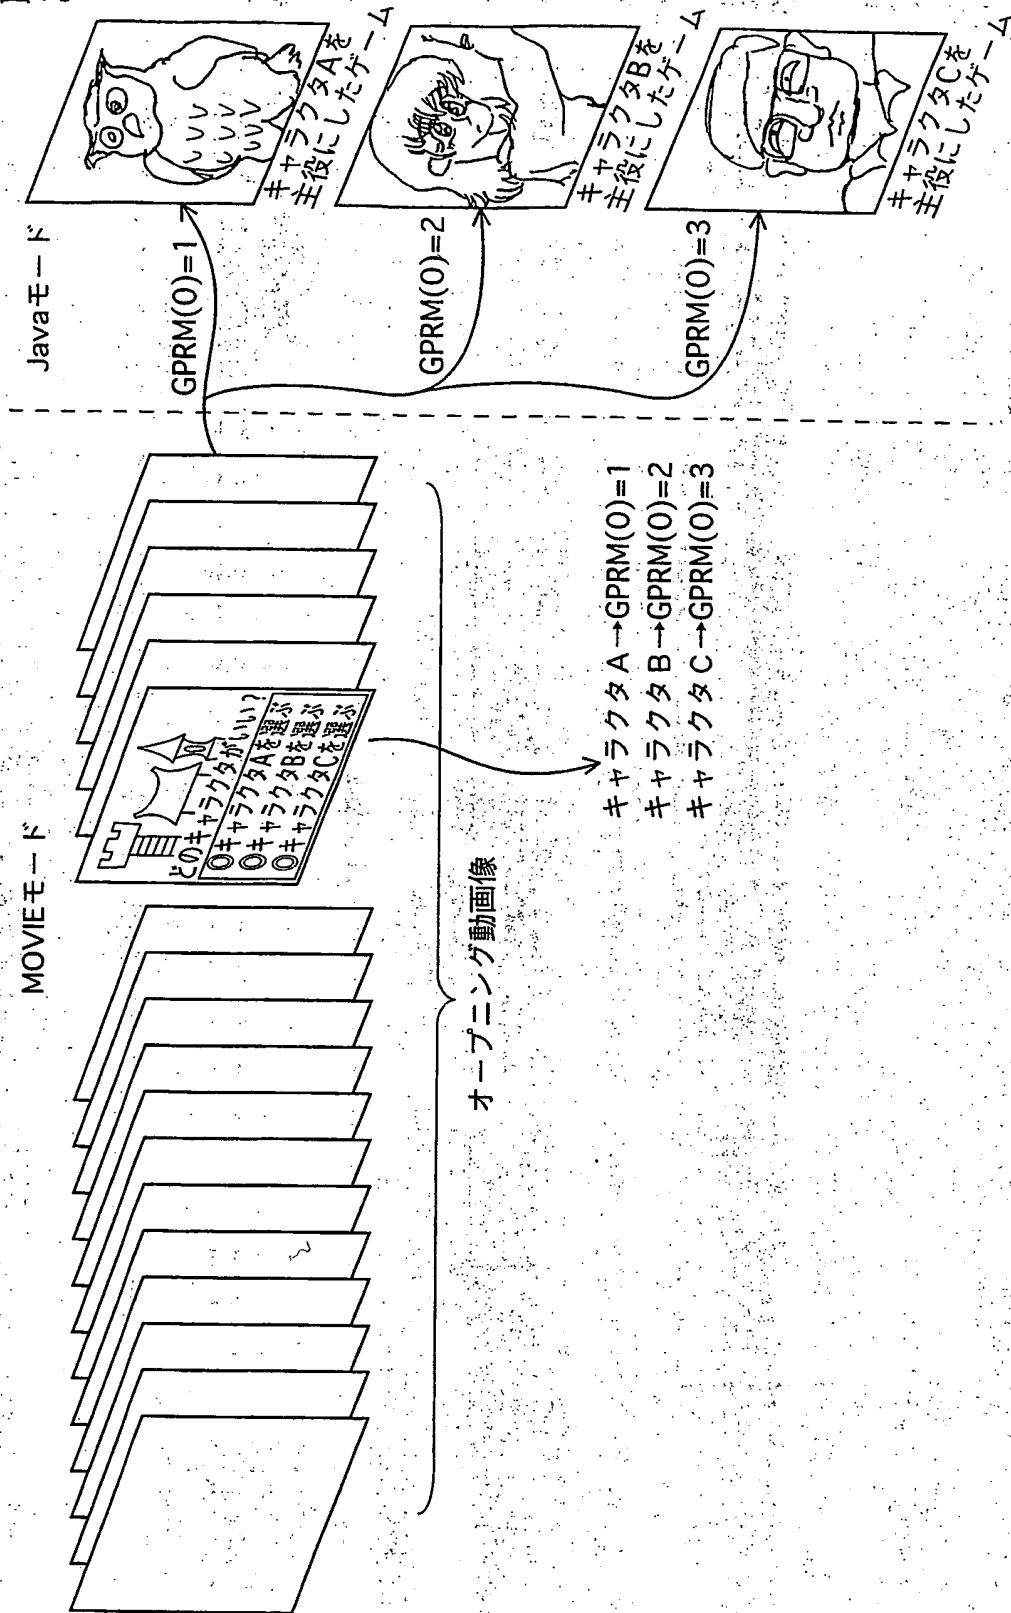 MOVIEモード
どのキャラクタがいい?
◎キャラクタAを選ぶ
◎キャラクタBを選ぶ
◎キャラクタCを選ぶ
オープニング動画像
キャラクタA→GPRM(0)=1
キャラクタB→GPRM(0)=2
キャラクタC→GPRM(0)=3
Javaモード
GPRM(0)=1
キャラクタAを
主役にしたゲーム
GPRM(0)=2
キャラクタBを
主役にしたゲーム
GPRM(0)=3
キャラクタCを
主役にしたゲーム